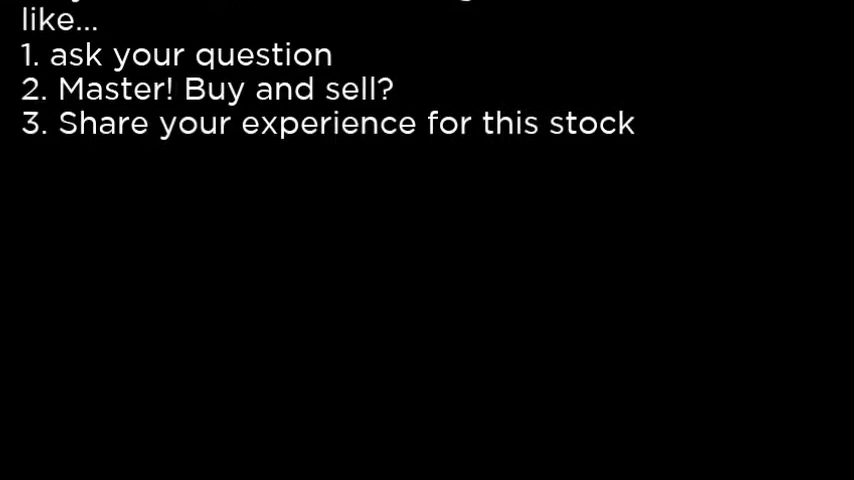 like...
1. ask your question
2. Master! Buy and sell?
3. Share your experience for this stock